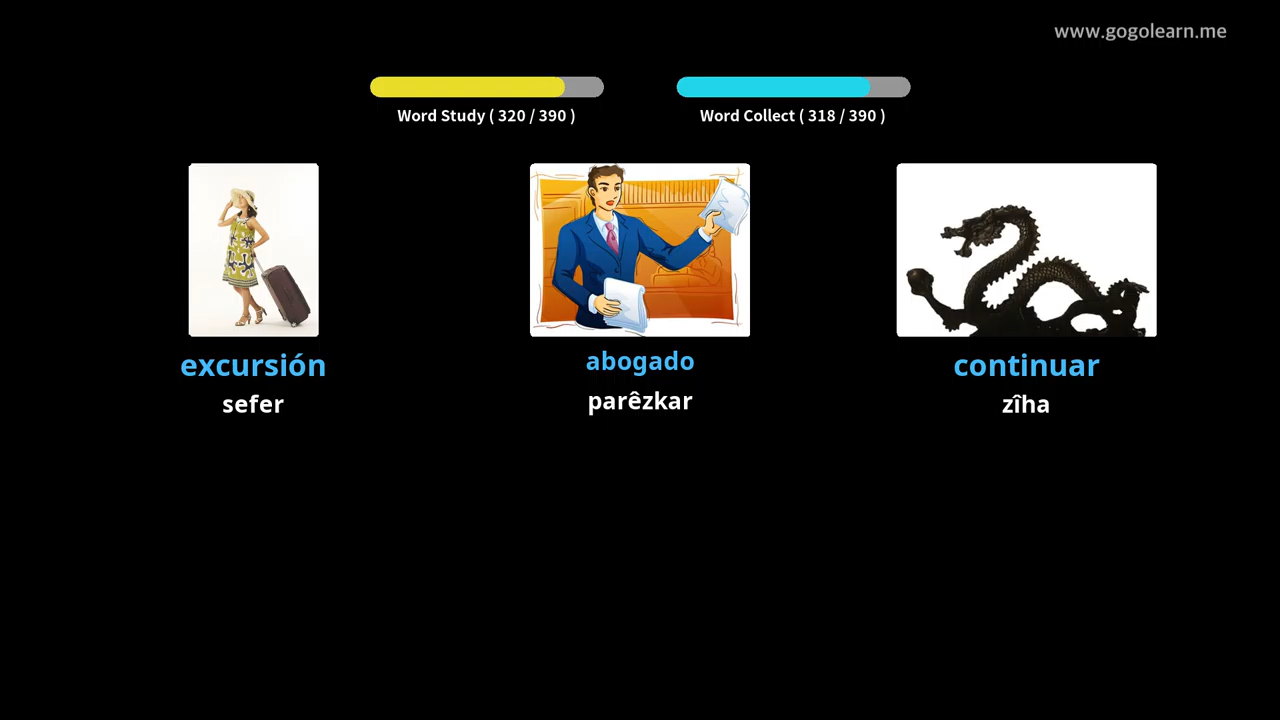 www.gogolearn.me
Word Study ( 320 / 390 )
Word Collect ( 318 / 390 )
excursión
sefer
abogado
parêzkar
continuar
zîha